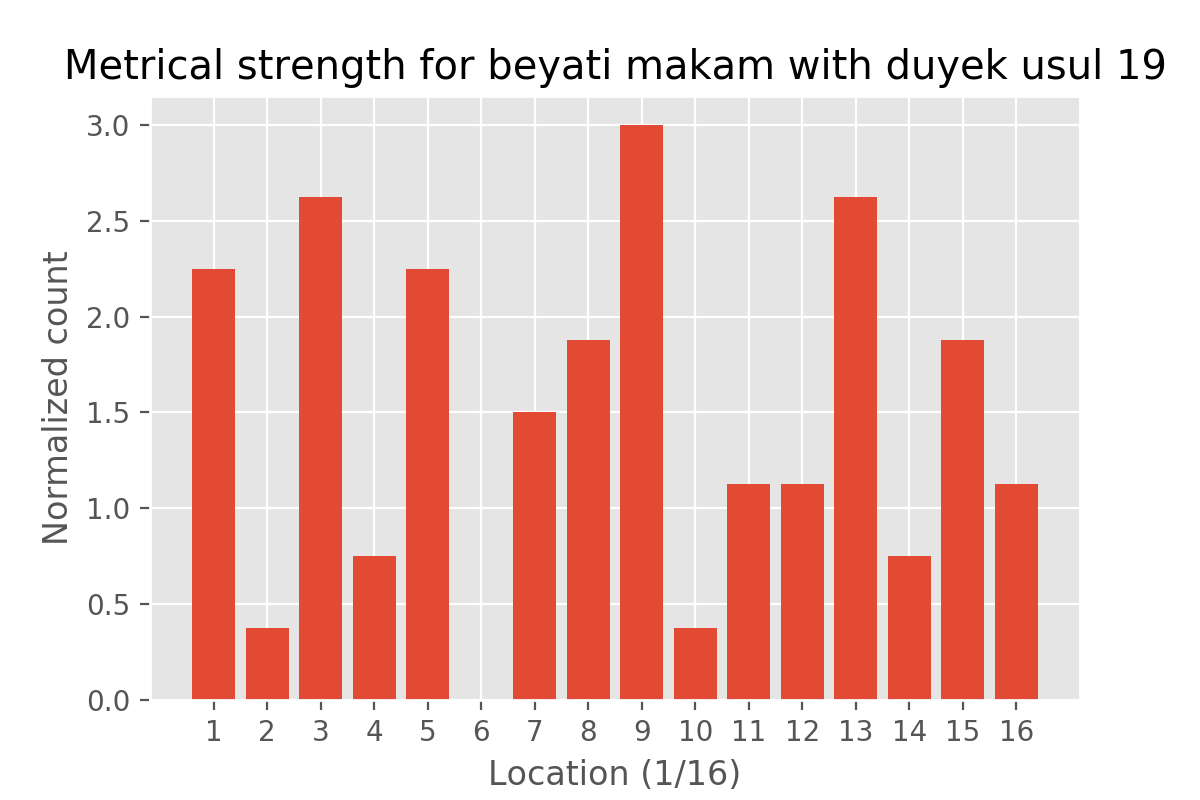 Metrical strength for beyati makam with duyek usul 19
3.0
2.5
2.0
1.5
1.0
0.5
0.0
Normalized count
1 2 3 4 5 6 7 8 9 10 11 12 13 14 15 16
Location (1/16)